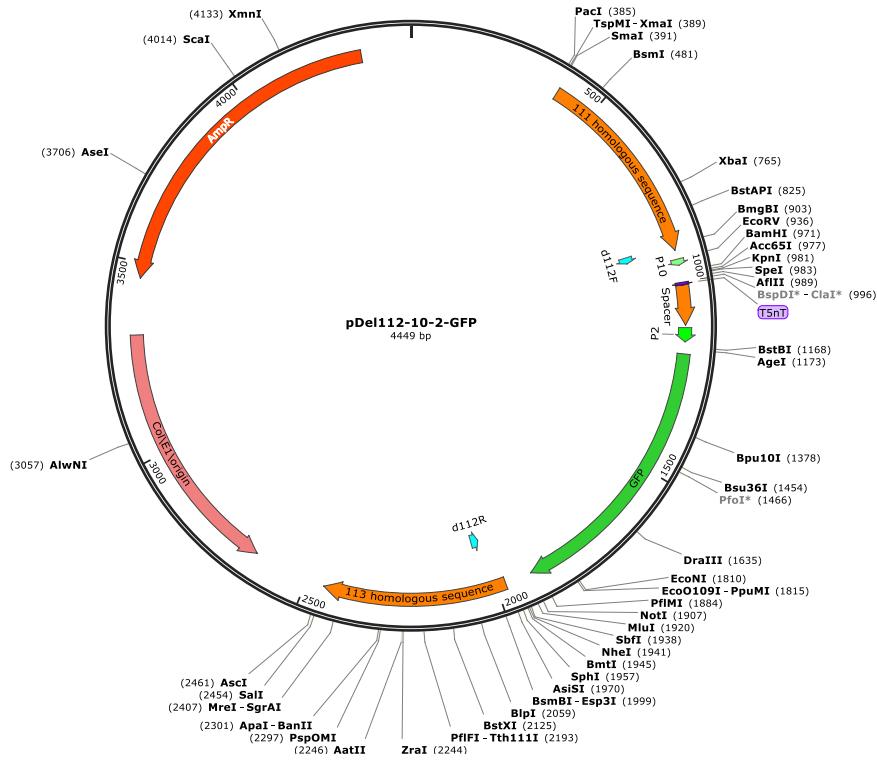 (4133) XmnI
(4014) ScaI
(3706) AseI
(3057) AlwNI
PacI (385)
TspMI - XmaI (389)
SmaI (391)
BsmI (481)
XbaI (765)
BstAPI (825)
BmgBI (903)
EcoRV (936)
BamHI (971)
Acc65I (977)
KpnI (981)
SpeI (983)
AflII (989)
BspDI* - ClaI* (996)
T5nT
BstBI (1168)
AgeI (1173)
Bpu10I (1378)
Bsu36I (1454)
PfoI* (1466)
DraIII (1635)
EcoNI (1810)
EcoO109I - PpuMI (1815)
PflMI (1884)
NotI (1907)
MluI (1920)
SbfI (1938)
NheI (1941)
BmtI (1945)
SphI (1957)
AsiSI (1970)
BsmBI - Esp3I (1999)
BlpI (2059)
BstXI (2125)
PflFI - Tth111I (2193)
ZraI (2244)
(2246) AatII
(2297) PspOMI
(2301) ApaI - BanII
(2407) MreI - SgrAI
(2454) SalI
(2461) AscI
500
1000
1500
2000
2500
3000
3500
4000
AmpR
111 homologous sequence
d112F
P10
Spacer
P2
GFP
d112R
113 homologous sequence
Col\E1\origin
pDel112-10-2-GFP
4449 bp